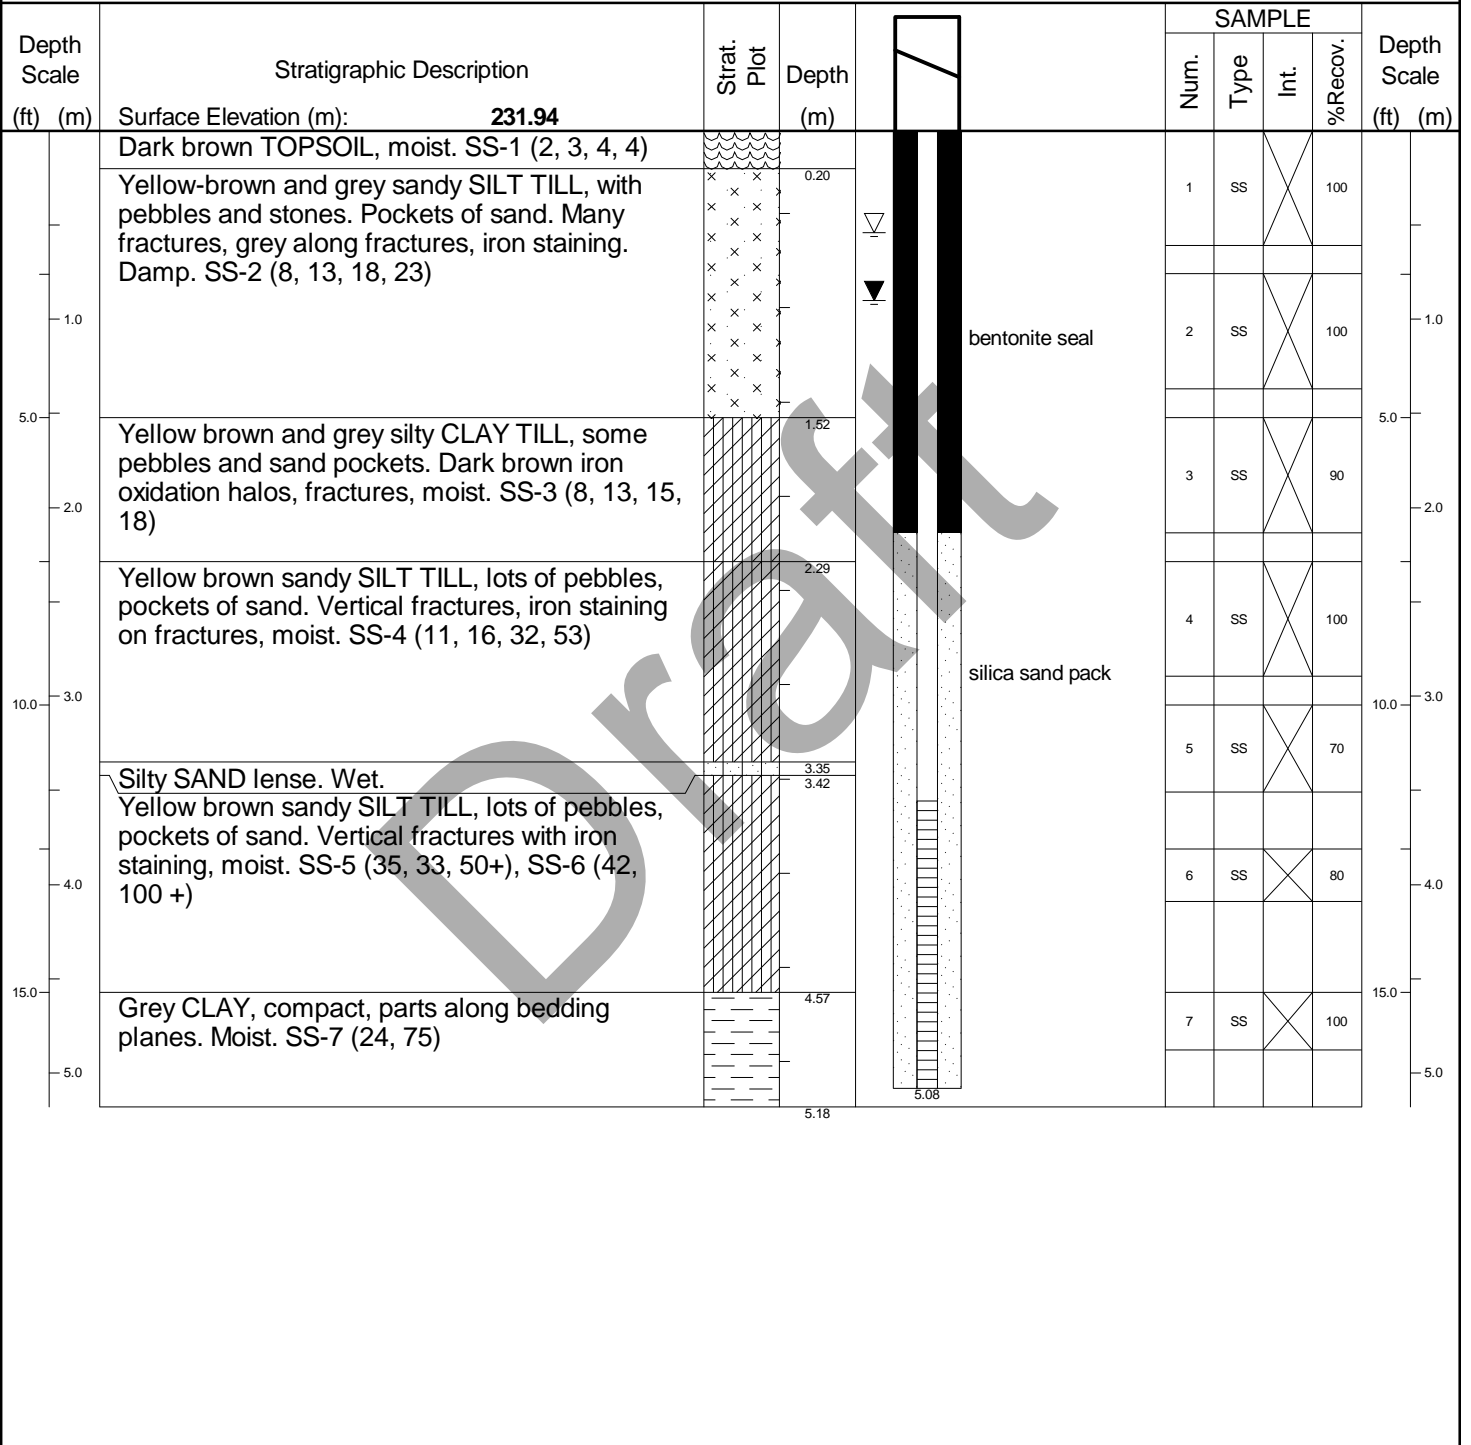 SAMPLE
Depth
Scale
(ft) (m)
Stratigraphic Description
Surface Elevation (m): 231.94
Strat.
Plot
Depth
(m)
Num.
Type
Int.
%Recov.
Depth
Scale
(ft) (m)
Dark brown TOPSOIL, moist. SS-1 (2, 3, 4, 4)
0.20
Yellow-brown and grey sandy SILT TILL, with
pebbles and stones. Pockets of sand. Many
fractures, grey along fractures, iron staining.
Damp. SS-2 (8, 13, 18, 23)
1 SS 100
1.0
bentonite seal
2 SS 100
1.0
5.0
1.52
5.0
Yellow brown and grey silty CLAY TILL, some
pebbles and sand pockets. Dark brown iron
oxidation halos, fractures, moist. SS-3 (8, 13, 15,
18)
3 SS 90
2.0
2.0
2.29
Yellow brown sandy SILT TILL, lots of pebbles,
pockets of sand. Vertical fractures, iron staining
on fractures, moist. SS-4 (11, 16, 32, 53)
4 SS 100
silica sand pack
3.0
10.0
3.0
10.0
5 SS 70
3.35
Silty SAND lense. Wet.
3.42
Yellow brown sandy SILT TILL, lots of pebbles,
pockets of sand. Vertical fractures with iron
staining, moist. SS-5 (35, 33, 50+), SS-6 (42,
100 +)
6 SS 80
4.0
4.0
15.0
4.57
15.0
Grey CLAY, compact, parts along bedding
planes. Moist. SS-7 (24, 75)
7 SS 100
5.0
5.0
5.08
5.18
Draft